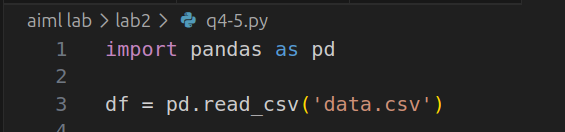 aiml lab > lab2 > q4-5.py
1 import pandas as pd
2
3 df = pd.read_csv('data.csv')
4